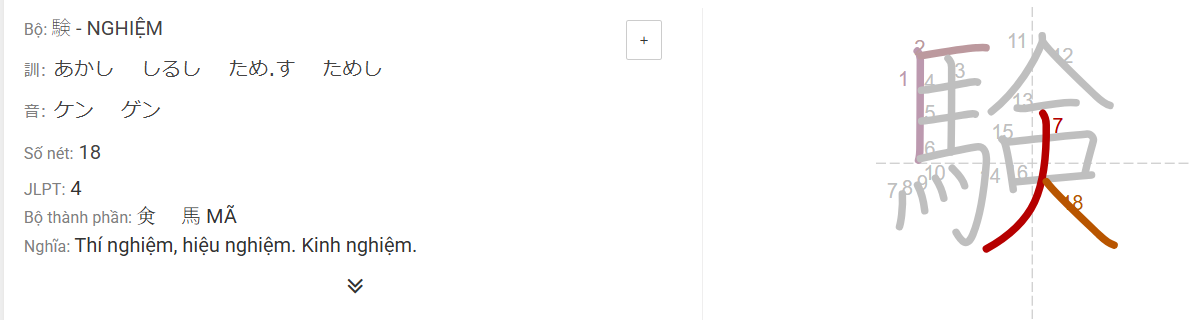 Bộ: 験 - NGHIỆM
+
訓: あかし しるし ため.す ためし
音: ケン ゲン
Số nét: 18
JLPT: 4
Bộ thành phần: 㑒 馬 MÃ
Nghĩa: Thí nghiệm, hiệu nghiệm. Kinh nghiệm.
験
1
2
3
4
5
6
7
8
9
10
11
12
13
14
15
16
17
18